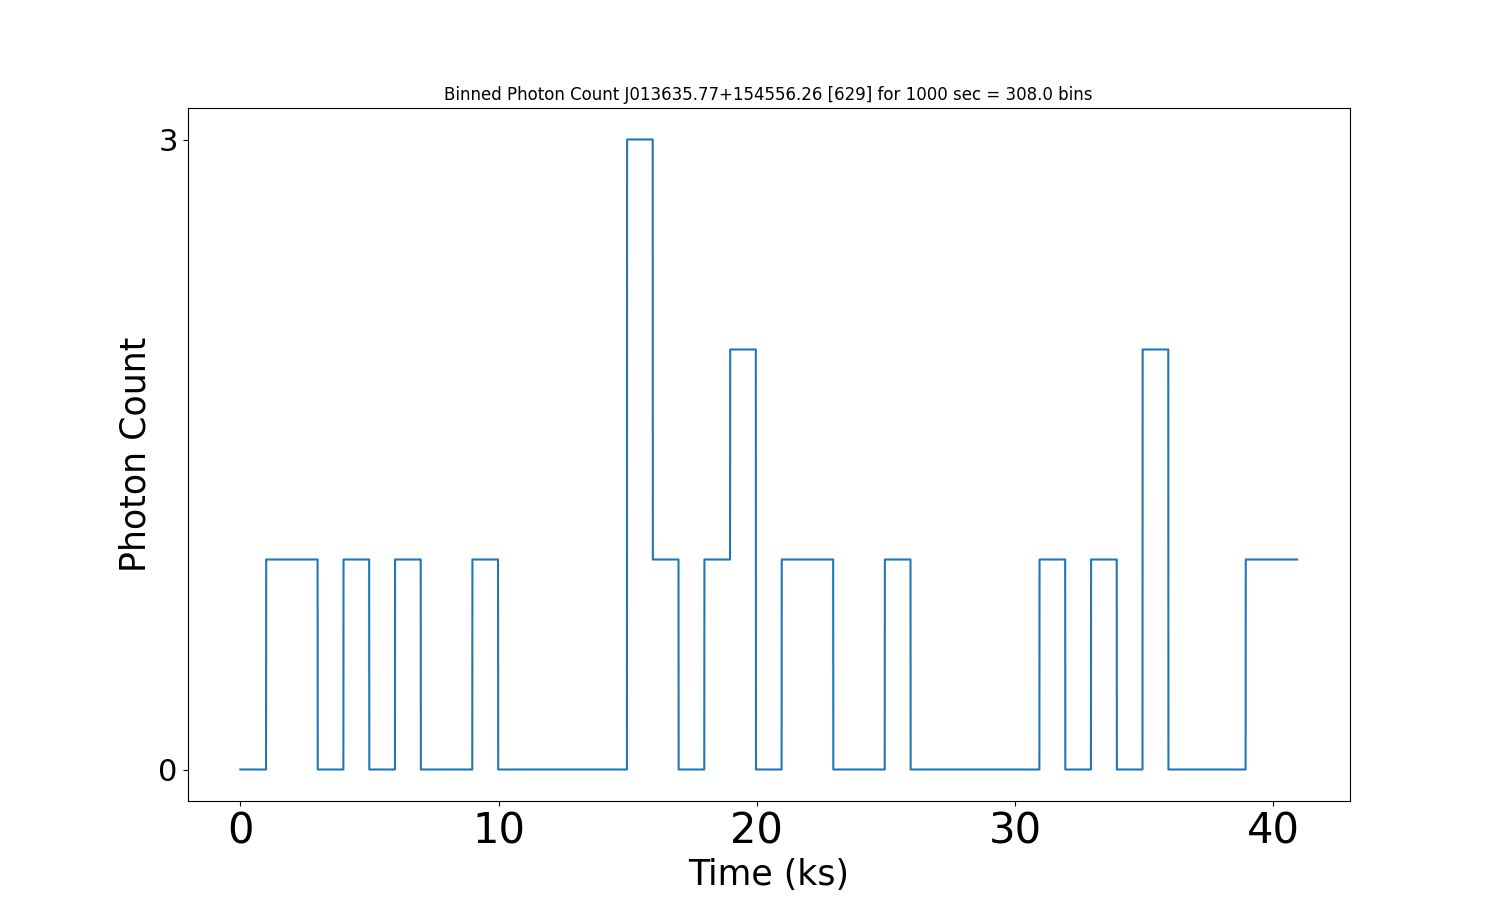 Binned Photon Count J013635.77+154556.26 [629] for 1000 sec = 308.0 bins
3
Photon Count
0
0 10 20 30 40
Time (ks)